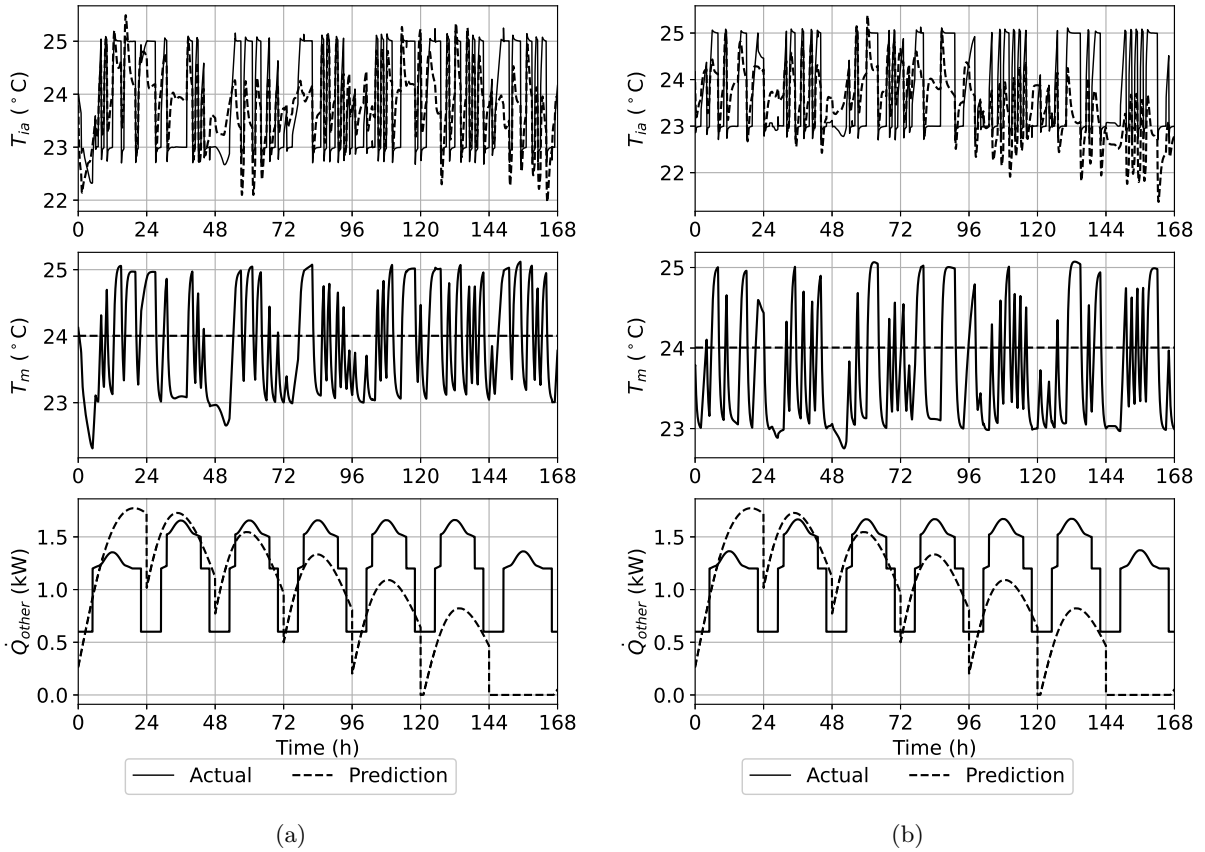 25
24
23
22
T_ia (°C)
0 24 48 72 96 120 144 168
25
24
23
T_m (°C)
0 24 48 72 96 120 144 168
1.5
1.0
0.5
0.0
Q̇_other (kW)
0 24 48 72 96 120 144 168
Time (h)
Actual Prediction
(a)
25
24
23
22
T_ia (°C)
0 24 48 72 96 120 144 168
25
24
23
T_m (°C)
0 24 48 72 96 120 144 168
1.5
1.0
0.5
0.0
Q̇_other (kW)
0 24 48 72 96 120 144 168
Time (h)
Actual Prediction
(b)